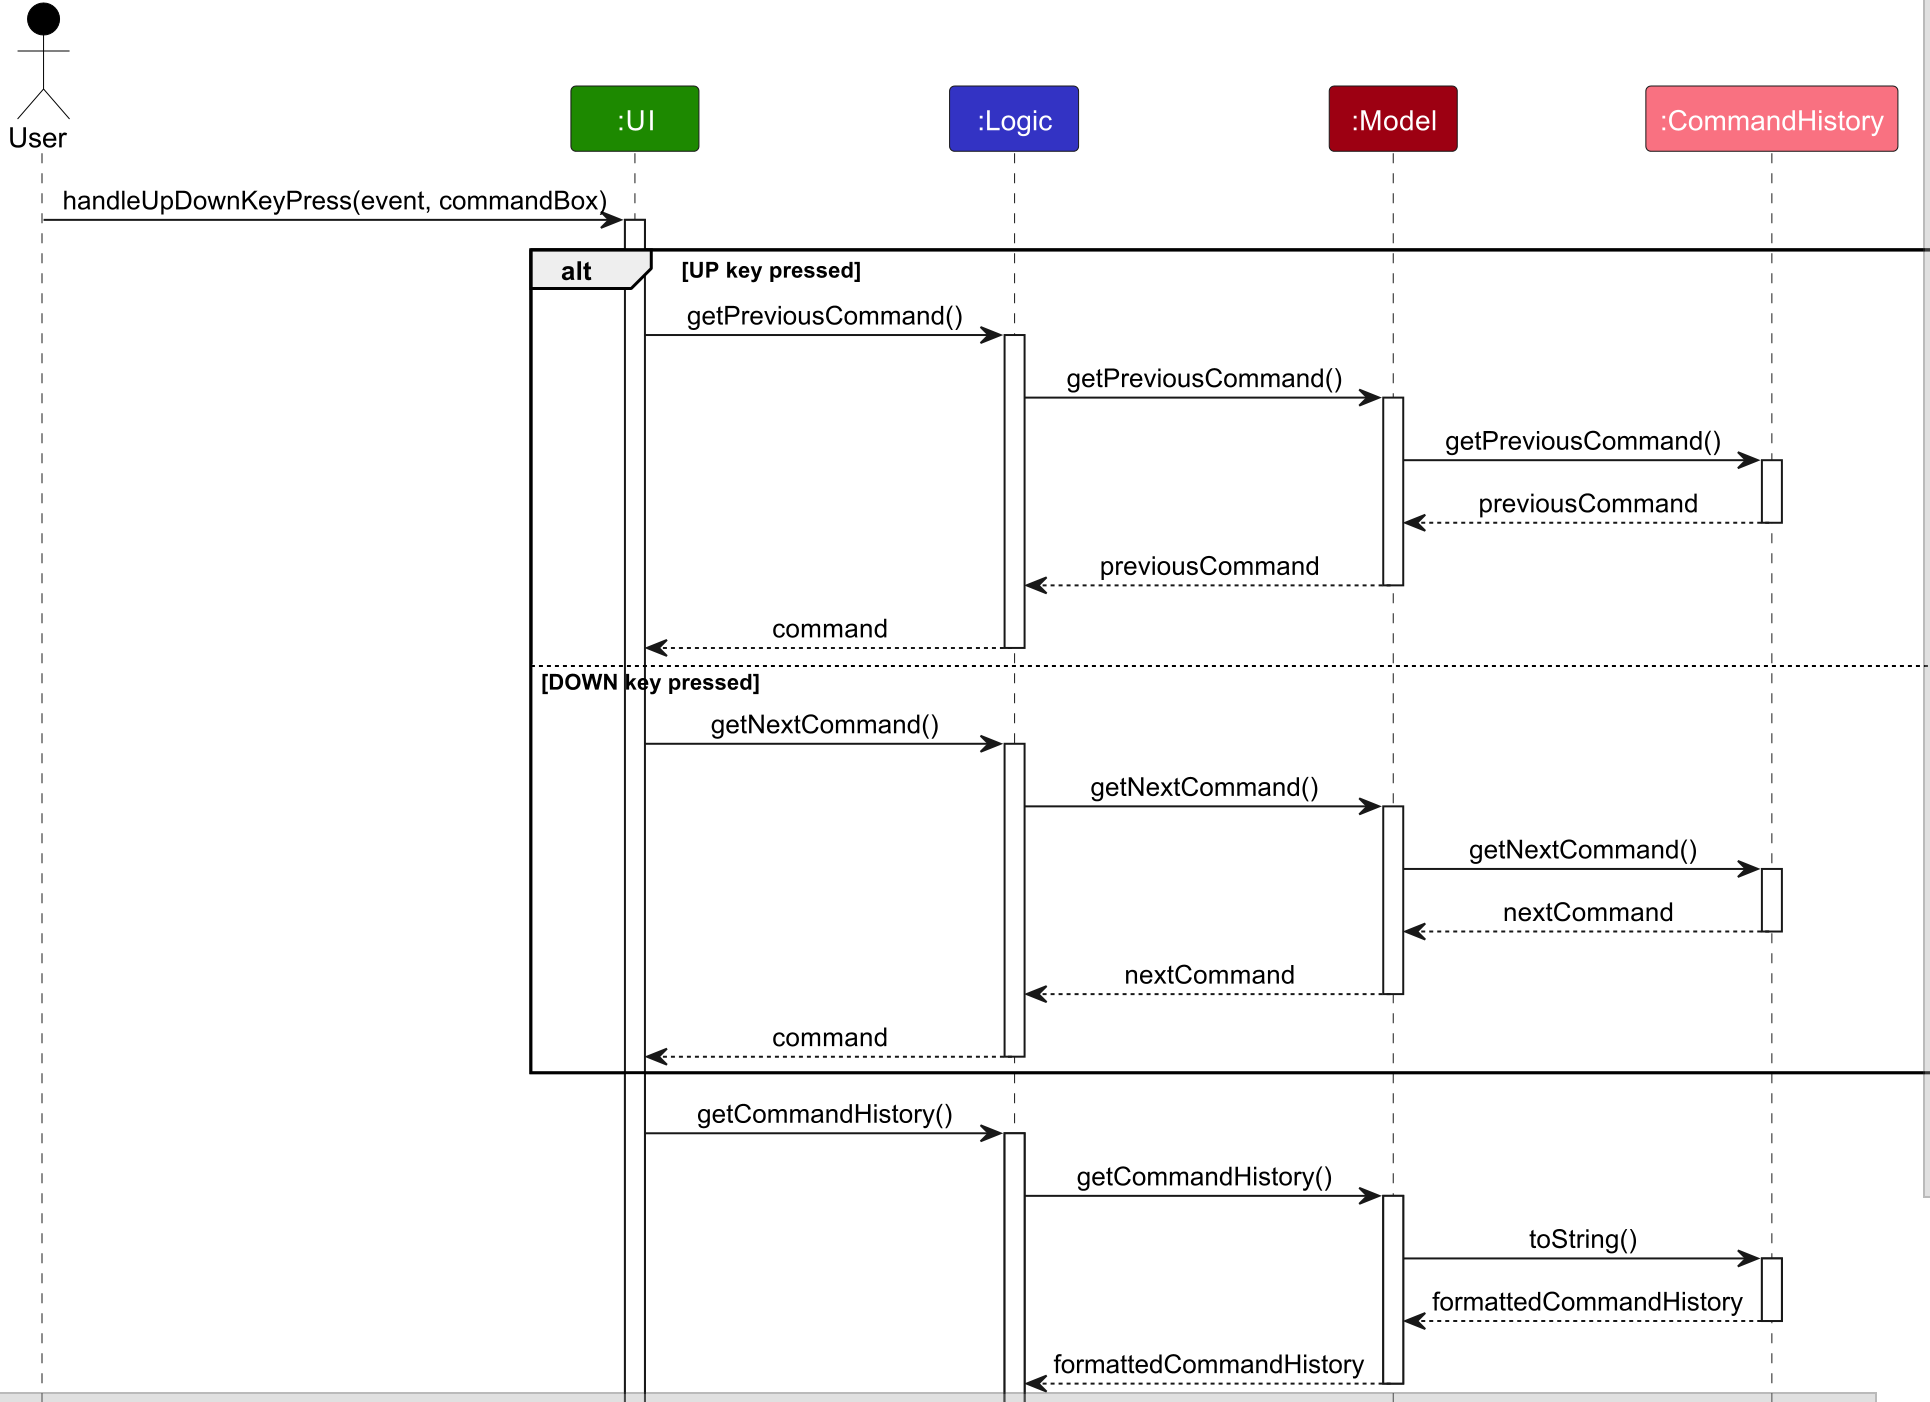 User
:UI
:Logic
:Model
:CommandHistory
handleUpDownKeyPress(event, commandBox)
alt
[UP key pressed]
getPreviousCommand()
getPreviousCommand()
getPreviousCommand()
previousCommand
previousCommand
command
[DOWN key pressed]
getNextCommand()
getNextCommand()
getNextCommand()
nextCommand
nextCommand
command
getCommandHistory()
getCommandHistory()
toString()
formattedCommandHistory
formattedCommandHistory